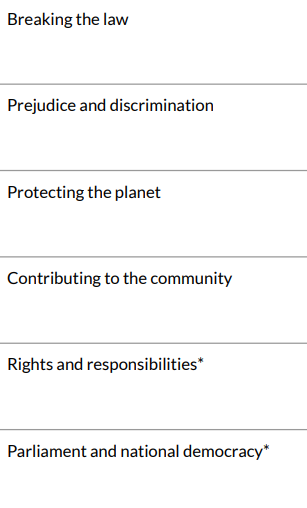 Breaking the law
Prejudice and discrimination
Protecting the planet
Contributing to the community
Rights and responsibilities*
Parliament and national democracy*